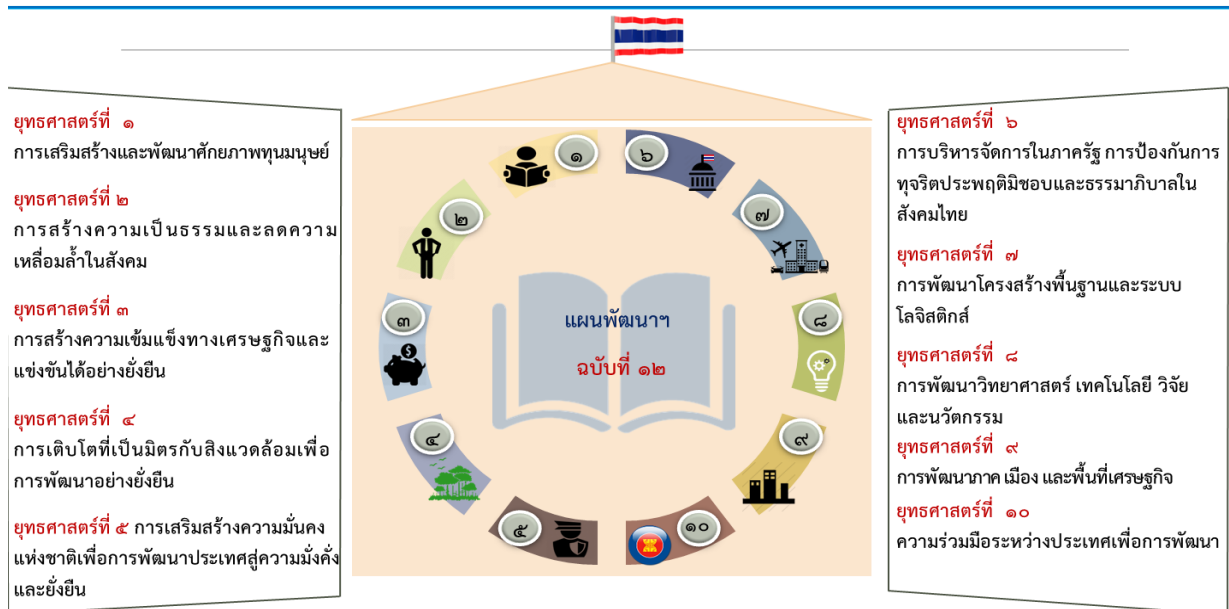 ยุทธศาสตร์ที่ ๑
การเสริมสร้างและพัฒนาศักยภาพทุนมนุษย์
ยุทธศาสตร์ที่ ๒
การสร้างความเป็นธรรมและลดความ
เหลื่อมล้ำในสังคม
ยุทธศาสตร์ที่ ๓
การสร้างความเข้มแข็งทางเศรษฐกิจและ
แข่งขันได้อย่างยั่งยืน
ยุทธศาสตร์ที่ ๔
การเติบโตที่เป็นมิตรกับสิ่งแวดล้อมเพื่อ
การพัฒนาอย่างยั่งยืน
ยุทธศาสตร์ที่ ๕ การเสริมสร้างความมั่นคง
แห่งชาติเพื่อการพัฒนาประเทศสู่ความมั่งคั่ง
และยั่งยืน
๑
๒
๓
๔
๕
แผนพัฒนาฯ
ฉบับที่ ๑๒
๖
๗
๘
๙
๑๐
ยุทธศาสตร์ที่ ๖
การบริหารจัดการในภาครัฐ การป้องกันการ
ทุจริตประพฤติมิชอบและธรรมาภิบาลใน
สังคมไทย
ยุทธศาสตร์ที่ ๗
การพัฒนาโครงสร้างพื้นฐานและระบบ
โลจิสติกส์
ยุทธศาสตร์ที่ ๘
การพัฒนาวิทยาศาสตร์ เทคโนโลยี วิจัย
และนวัตกรรม
ยุทธศาสตร์ที่ ๙
การพัฒนาภาค เมือง และพื้นที่เศรษฐกิจ
ยุทธศาสตร์ที่ ๑๐
ความร่วมมือระหว่างประเทศเพื่อการพัฒนา